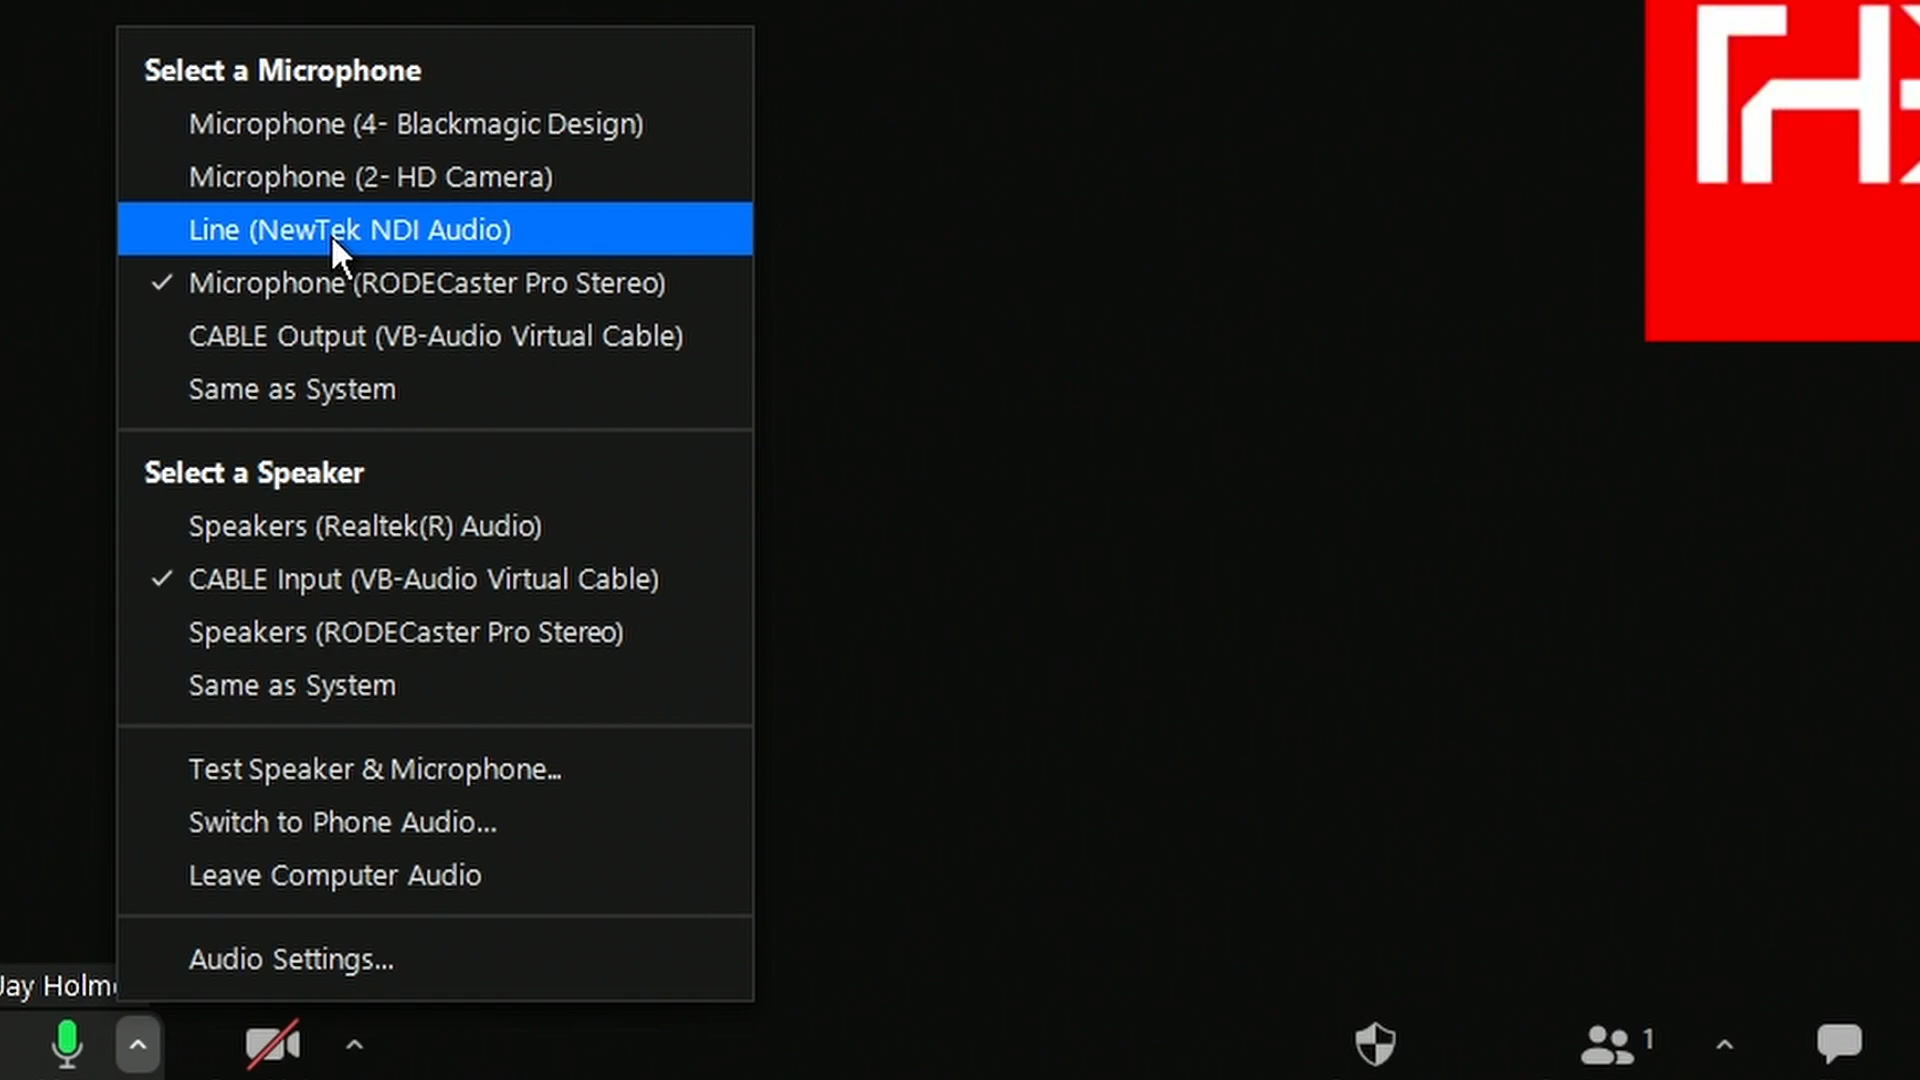 Select a Microphone
Microphone (4- Blackmagic Design)
Microphone (2- HD Camera)
Line (NewTek NDI Audio)
Microphone (RODECaster Pro Stereo)
CABLE Output (VB-Audio Virtual Cable)
Same as System
Select a Speaker
Speakers (Realtek(R) Audio)
CABLE Input (VB-Audio Virtual Cable)
Speakers (RODECaster Pro Stereo)
Same as System
Test Speaker & Microphone...
Switch to Phone Audio...
Leave Computer Audio
Audio Settings...
Jay Holm
1